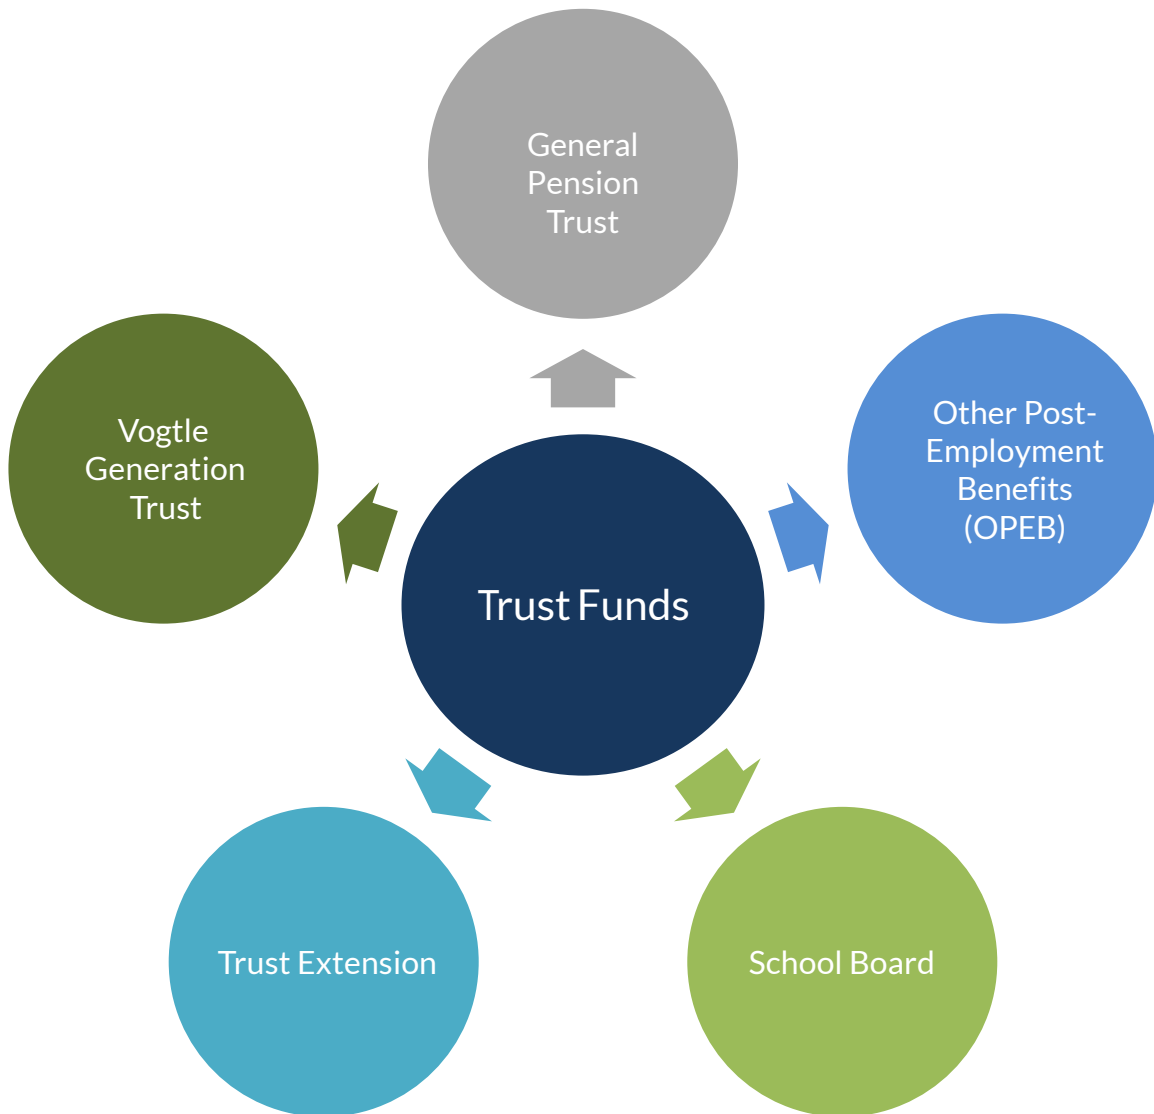 General
Pension
Trust
Other Post-
Employment
Benefits
(OPEB)
Vogtle
Generation
Trust
Trust Funds
Trust Extension
School Board